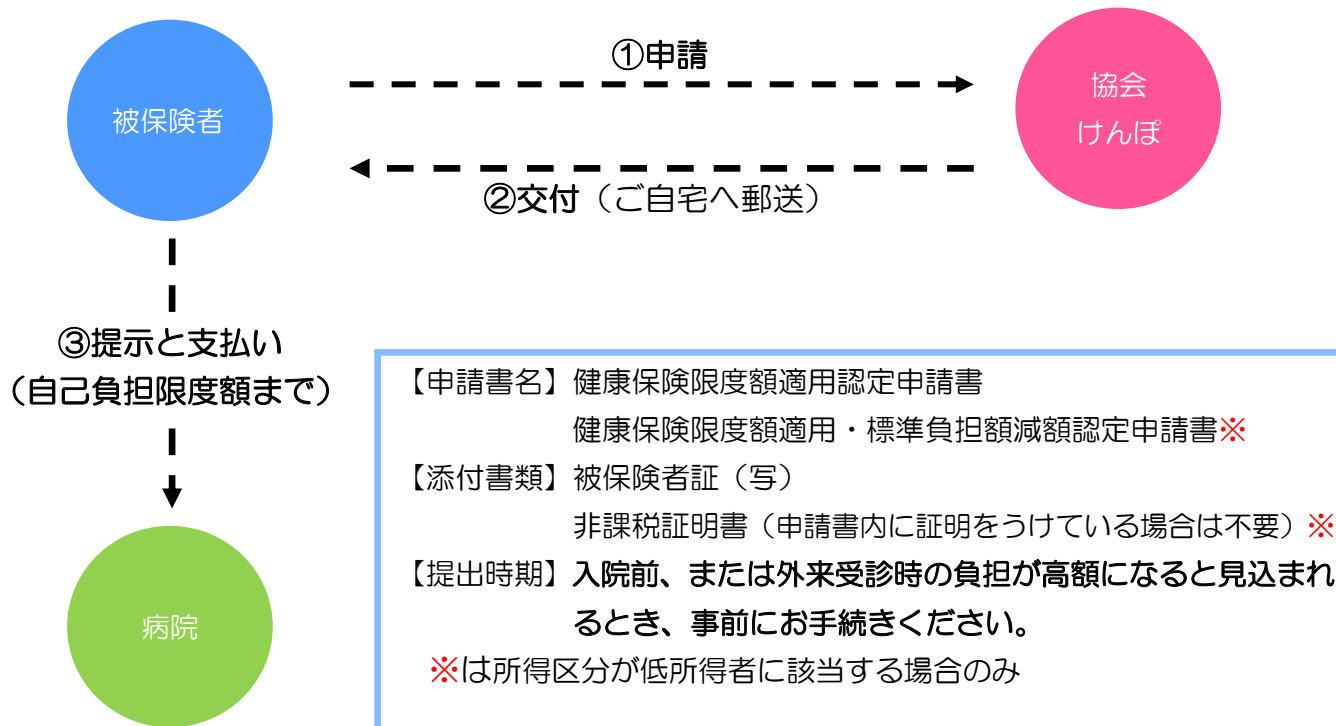 ①申請
被保険者
協会
けんぽ
②交付（ご自宅へ郵送）
③提示と支払い
（自己負担限度額まで）
病院
【申請書名】健康保険限度額適用認定申請書
健康保険限度額適用・標準負担額減額認定申請書※
【添付書類】被保険者証（写）
非課税証明書（申請書内に証明をうけている場合は不要）※
【提出時期】入院前、または外来受診時の負担が高額になると見込まれ
るとき、事前にお手続きください。
※は所得区分が低所得者に該当する場合のみ